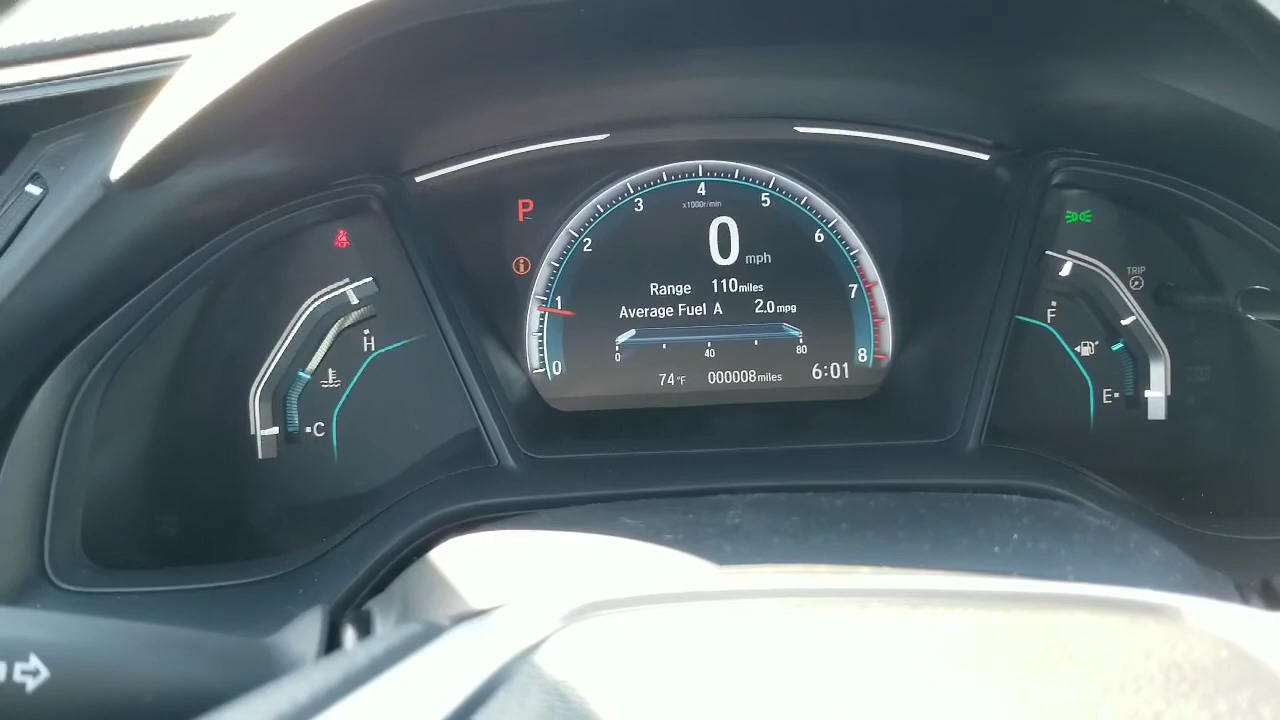 P
4
3
5
x1000r/min
2
6
0 mph
1
7
Range 110 miles
Average Fuel A 2.0 mpg
0
8
0 40 80
74 °F 000008 miles 6:01
H
C
TRIP
F
E